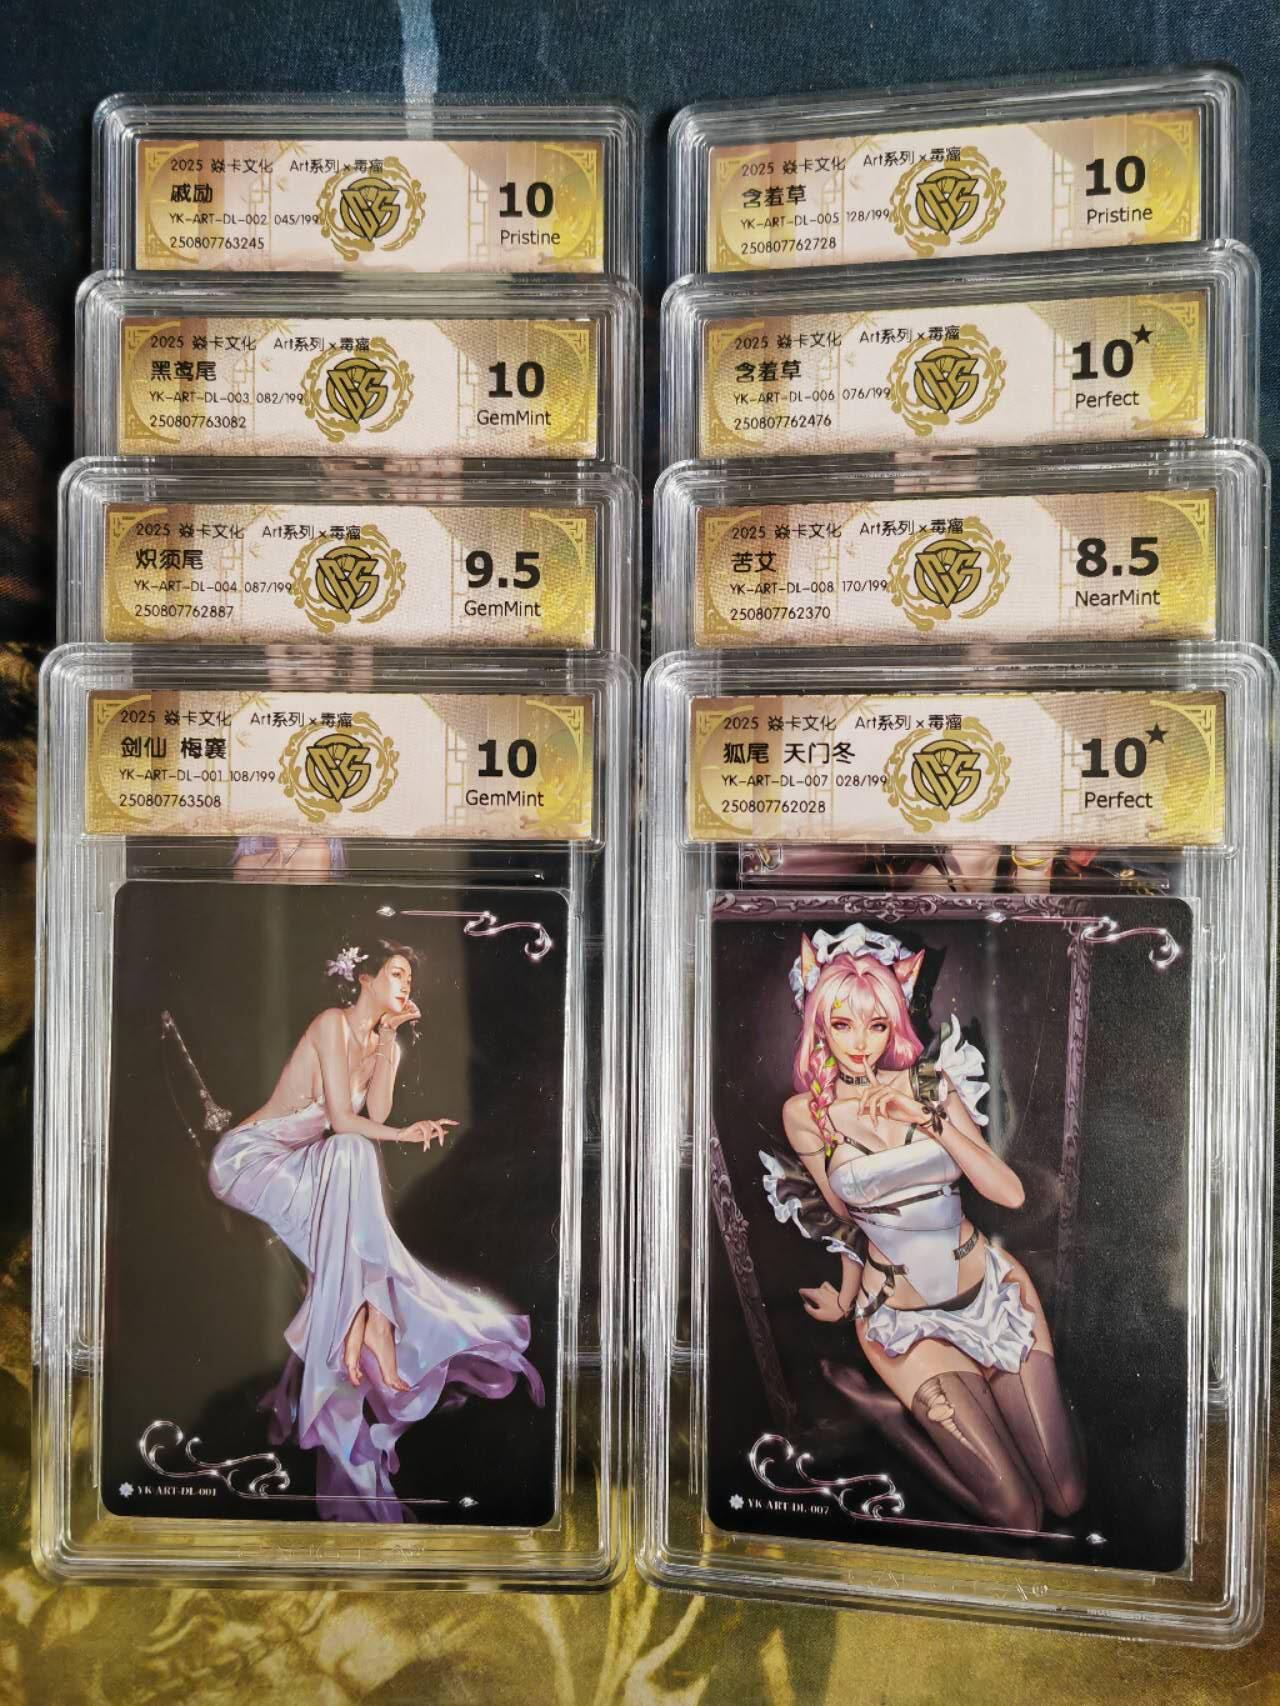 2025 焱卡文化 Art系列×毒瘤
戚励
YK-ART-DL-002 045/199
250807763245
10
Pristine
2025 焱卡文化 Art系列×毒瘤
黑鸢尾
YK-ART-DL-003 082/199
250807763082
10
GemMint
2025 焱卡文化 Art系列×毒瘤
炽须尾
YK-ART-DL-004 087/199
250807762887
9.5
GemMint
2025 焱卡文化 Art系列×毒瘤
剑仙 梅襄
YK-ART-DL-001 108/199
250807763508
10
GemMint
YK-ART-DL-001
2025 焱卡文化 Art系列×毒瘤
含羞草
YK-ART-DL-005 128/199
250807762728
10
Pristine
2025 焱卡文化 Art系列×毒瘤
含羞草
YK-ART-DL-006 076/199
250807762476
10★
Perfect
2025 焱卡文化 Art系列×毒瘤
苦艾
YK-ART-DL-008 170/199
250807762370
8.5
NearMint
2025 焱卡文化 Art系列×毒瘤
狐尾 天门冬
YK-ART-DL-007 028/199
250807762028
10★
Perfect
YK-ART-DL-007